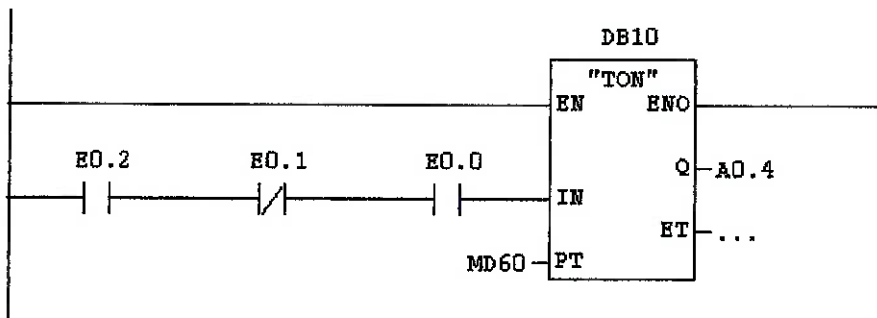 DB10
"TON"
EN ENO
E0.2 E0.1 E0.0
Q A0.4
IN
ET ...
MD60 PT